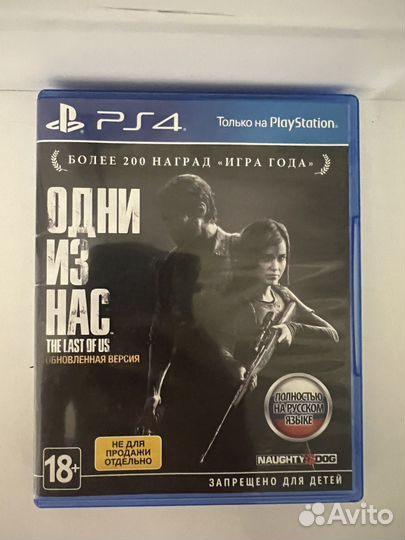 PS4
Только на PlayStation
БОЛЕЕ 200 НАГРАД «ИГРА ГОДА»
ОДНИ
ИЗ
НАС
THE LAST OF US
ОБНОВЛЕННАЯ ВЕРСИЯ
ПОЛНОСТЬЮ
НА РУССКОМ
ЯЗЫКЕ
НЕ ДЛЯ
ПРОДАЖИ
ОТДЕЛЬНО
NAUGHTY DOG
18+
ЗАПРЕЩЕНО ДЛЯ ДЕТЕЙ
Avito